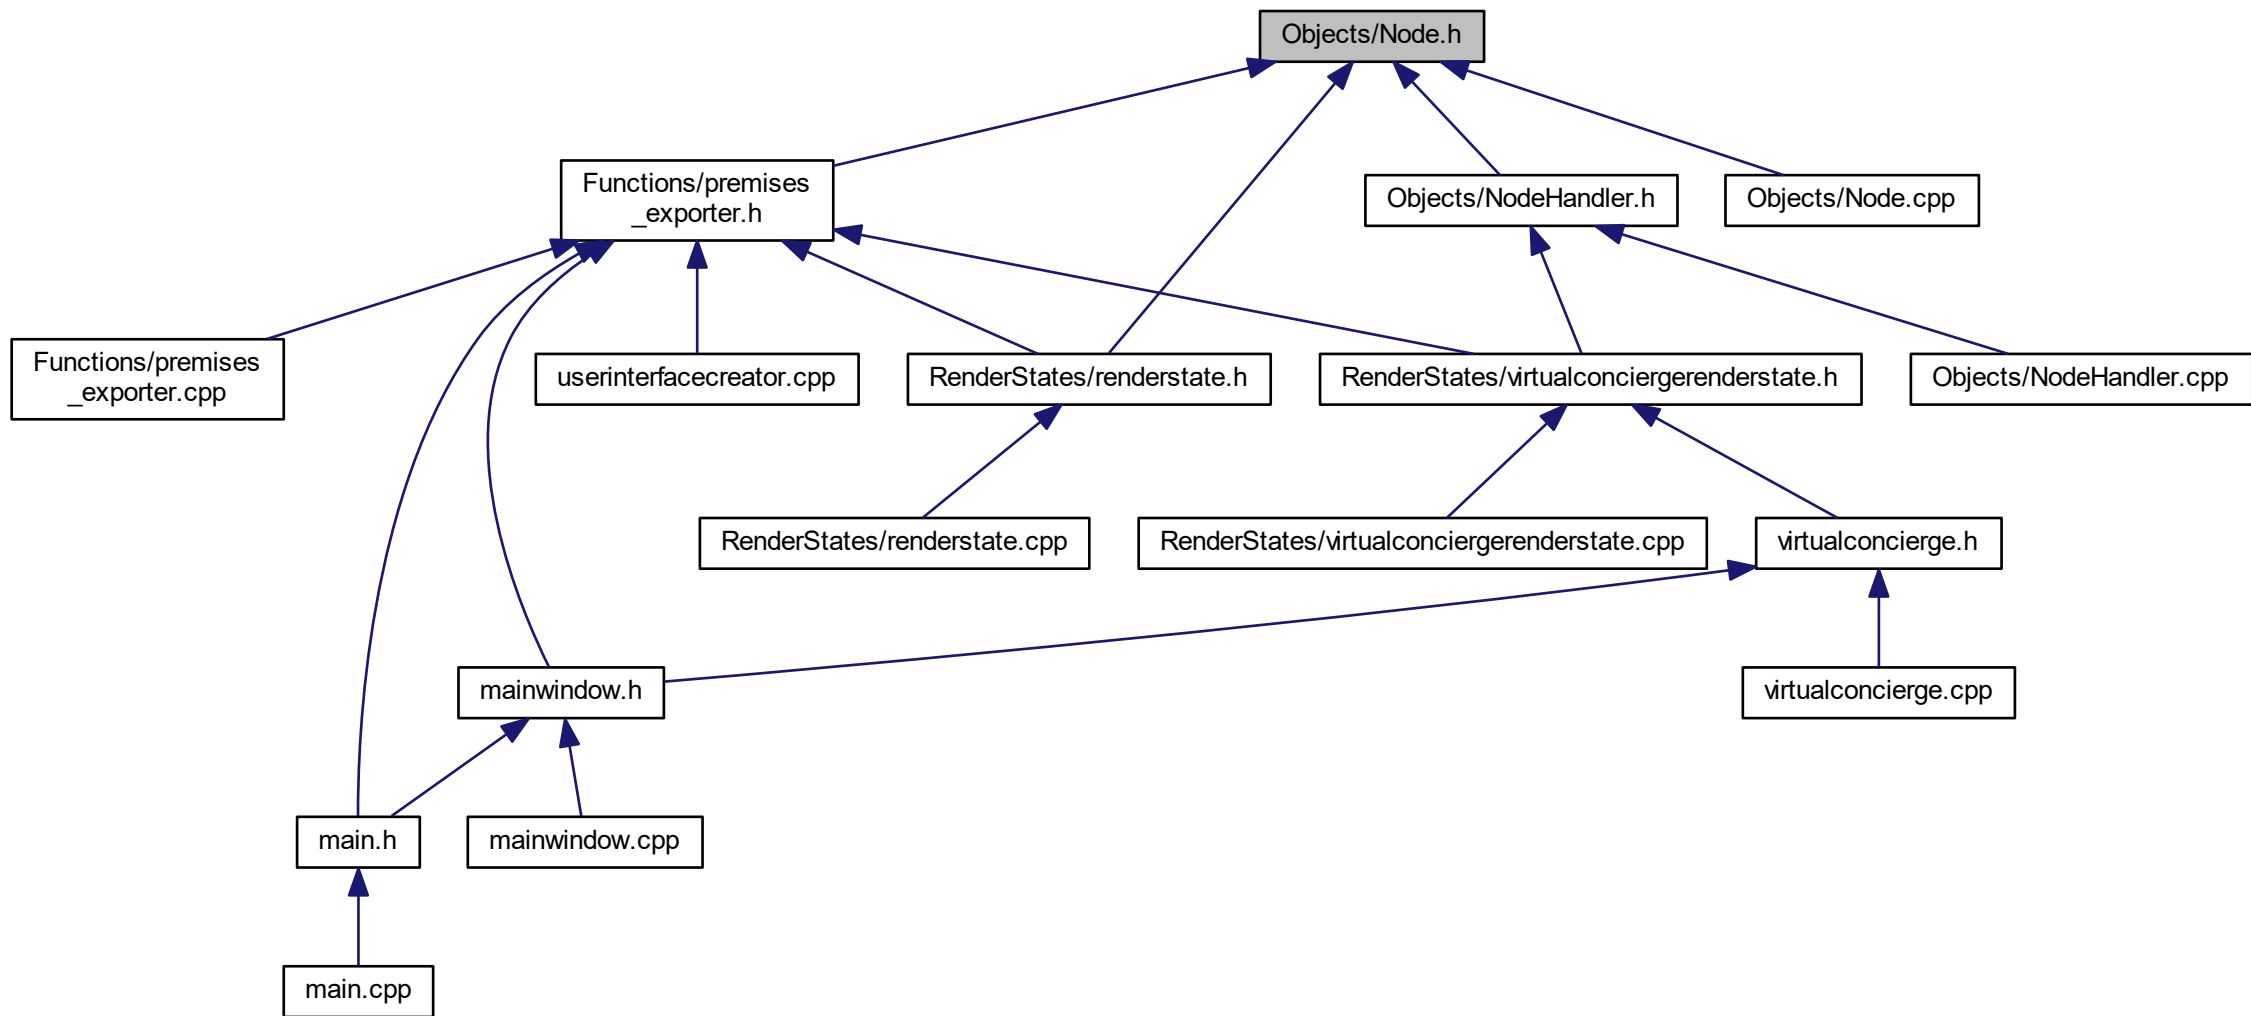 Objects/Node.h
Functions/premises
_exporter.h
Objects/NodeHandler.h
Objects/Node.cpp
Functions/premises
_exporter.cpp
userinterfacecreator.cpp
RenderStates/renderstate.h
RenderStates/virtualconciergerenderstate.h
Objects/NodeHandler.cpp
RenderStates/renderstate.cpp
RenderStates/virtualconciergerenderstate.cpp
virtualconcierge.h
mainwindow.h
virtualconcierge.cpp
main.h
mainwindow.cpp
main.cpp